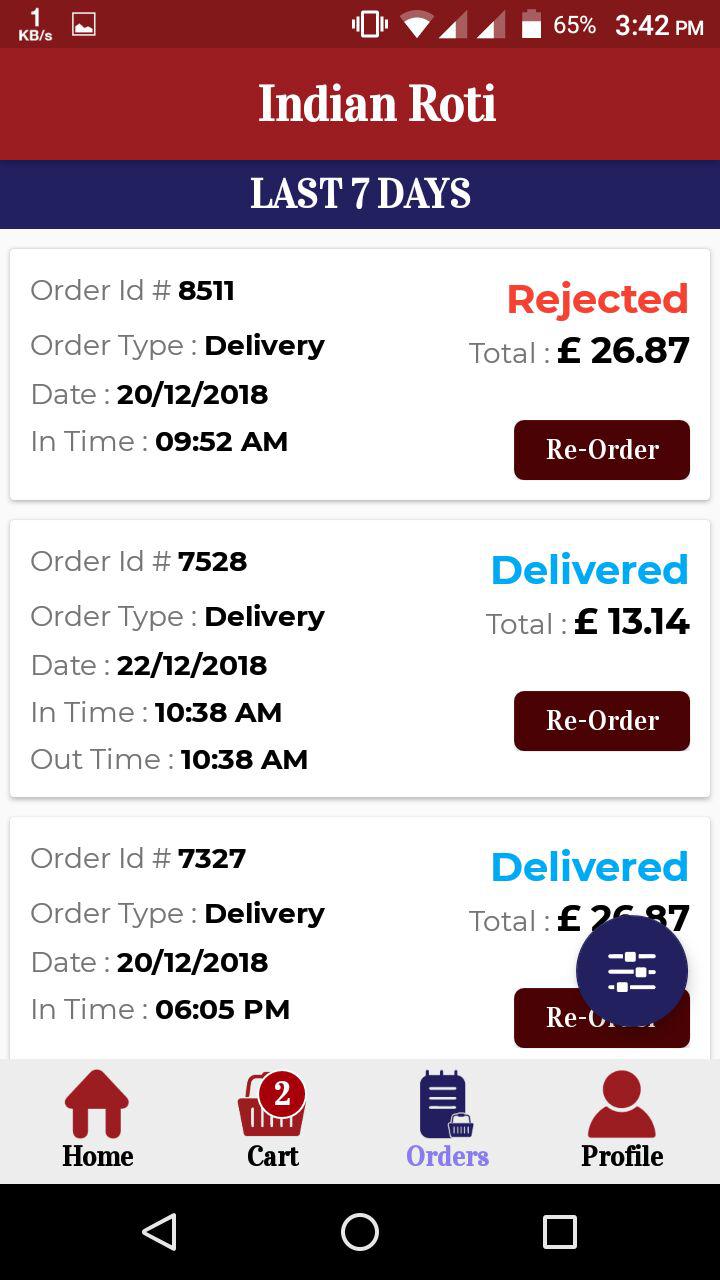 1
KB/s
65% 3:42 PM
Indian Roti
LAST 7 DAYS
Order Id # 8511
Rejected
Order Type : Delivery
Total : £ 26.87
Date : 20/12/2018
In Time : 09:52 AM
Re-Order
Order Id # 7528
Delivered
Order Type : Delivery
Total : £ 13.14
Date : 22/12/2018
In Time : 10:38 AM
Re-Order
Out Time : 10:38 AM
Order Id # 7327
Delivered
Order Type : Delivery
Total : £ 26.87
Date : 20/12/2018
In Time : 06:05 PM
Re-Order
2
Home Cart Orders Profile